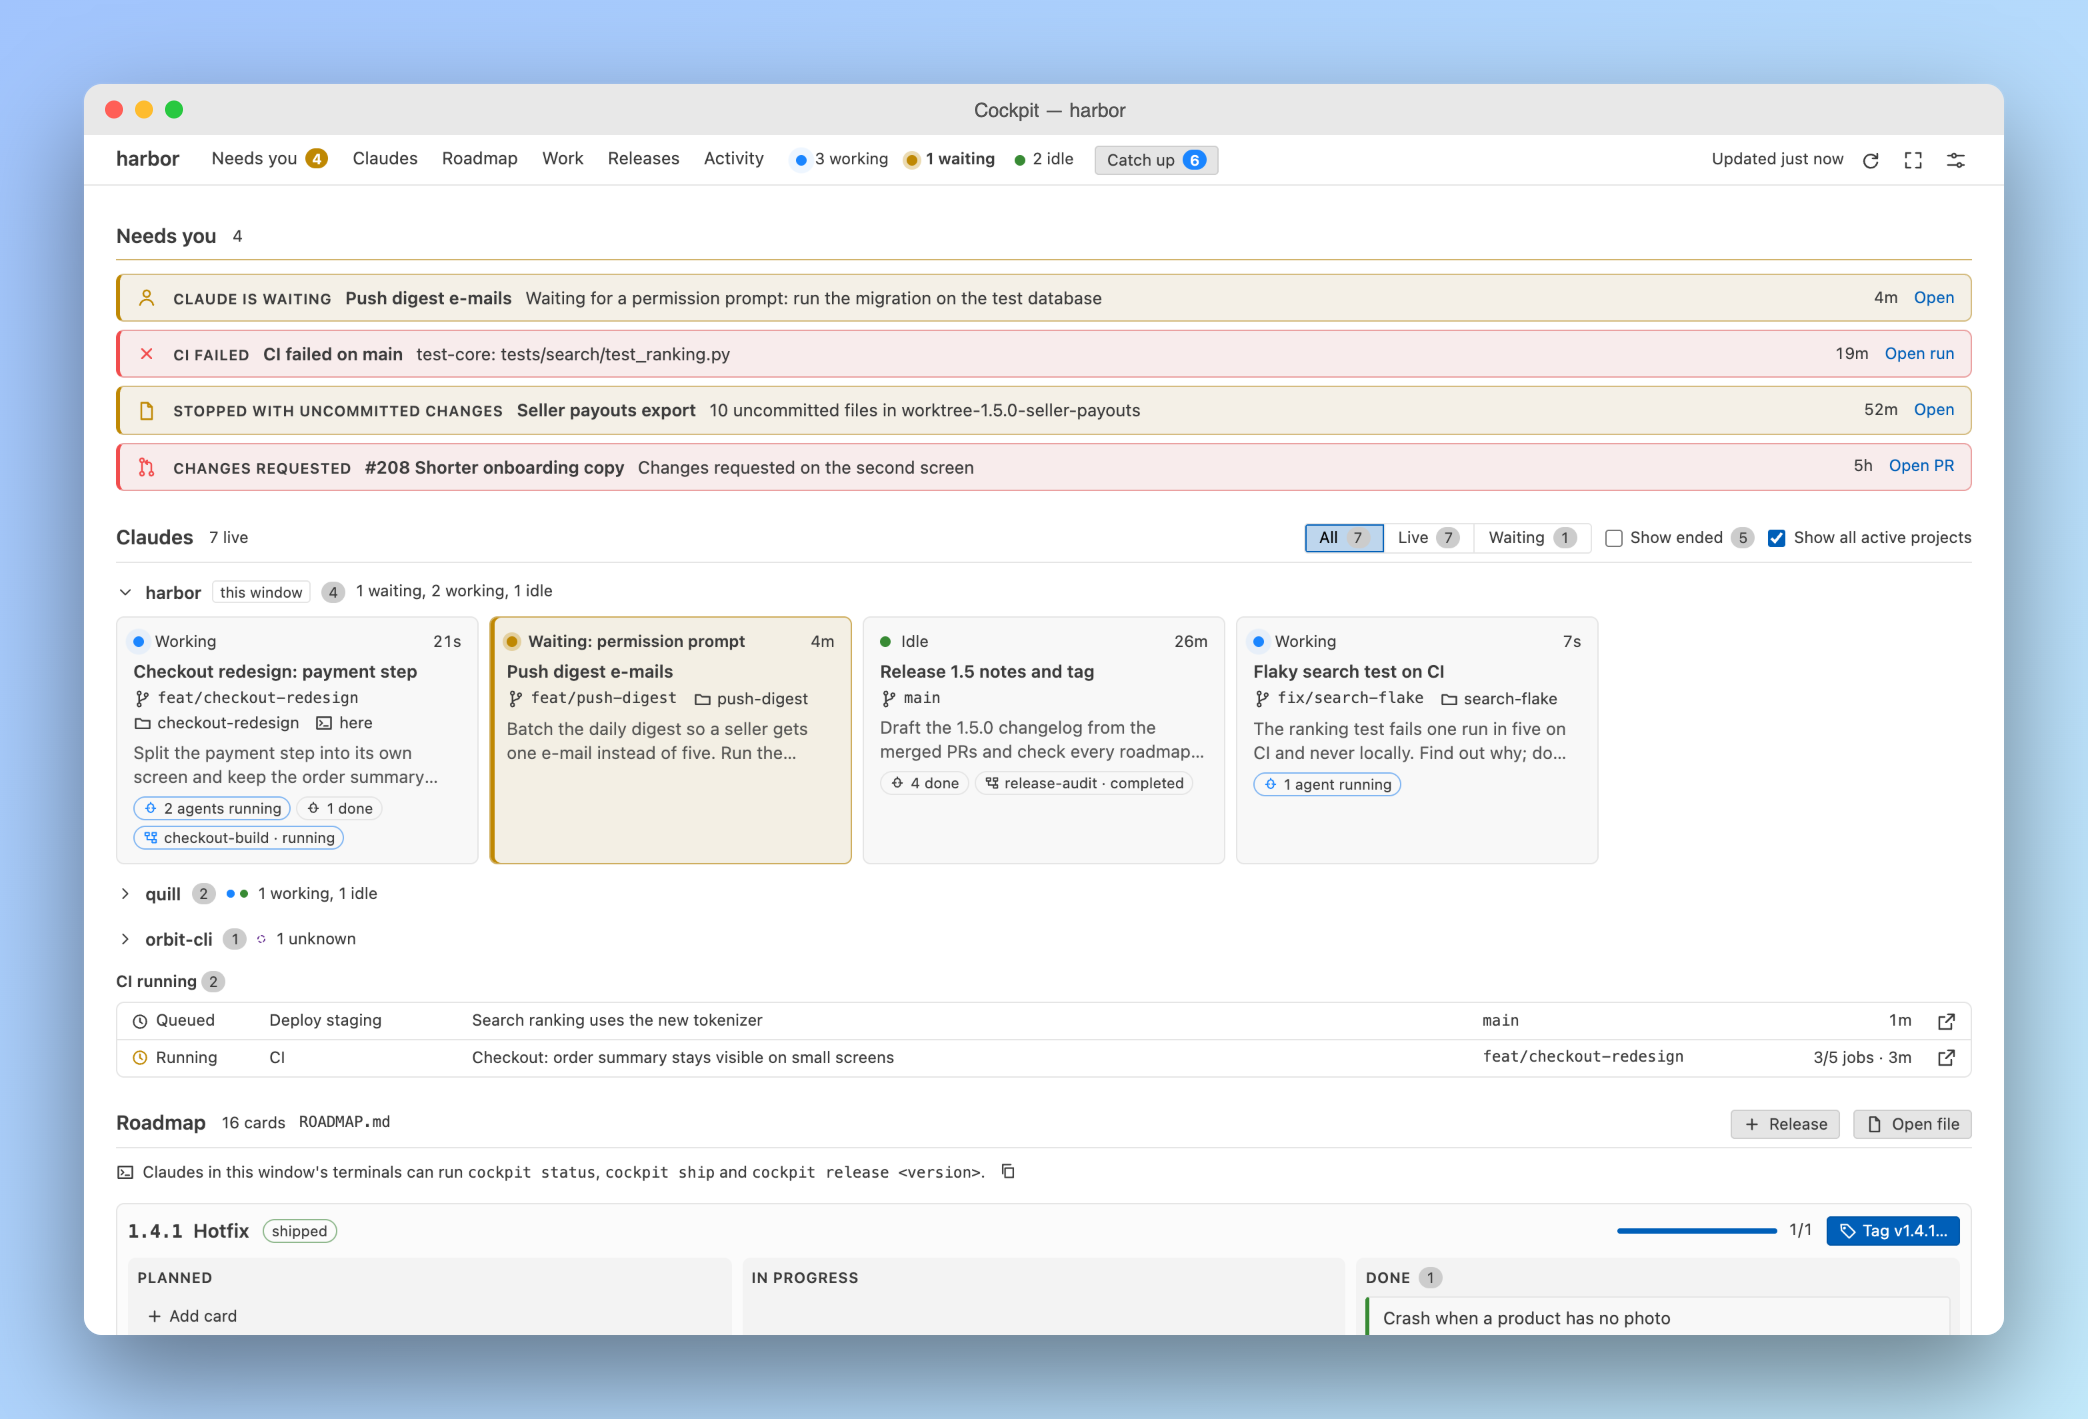 Cockpit — harbor
harbor Needs you 4 Claudes Roadmap Work Releases Activity 3 working 1 waiting 2 idle Catch up 6 Updated just now
Needs you 4
CLAUDE IS WAITING Push digest e-mails Waiting for a permission prompt: run the migration on the test database 4m Open
CI FAILED CI failed on main test-core: tests/search/test_ranking.py 19m Open run
STOPPED WITH UNCOMMITTED CHANGES Seller payouts export 10 uncommitted files in worktree-1.5.0-seller-payouts 52m Open
CHANGES REQUESTED #208 Shorter onboarding copy Changes requested on the second screen 5h Open PR
Claudes 7 live All 7 Live 7 Waiting 1 Show ended 5 Show all active projects
harbor this window 4 1 waiting, 2 working, 1 idle
Working 21s
Checkout redesign: payment step
feat/checkout-redesign
checkout-redesign here
Split the payment step into its own
screen and keep the order summary...
2 agents running 1 done
checkout-build · running
Waiting: permission prompt 4m
Push digest e-mails
feat/push-digest push-digest
Batch the daily digest so a seller gets
one e-mail instead of five. Run the...
Idle 26m
Release 1.5 notes and tag
main
Draft the 1.5.0 changelog from the
merged PRs and check every roadmap...
4 done release-audit · completed
Working 7s
Flaky search test on CI
fix/search-flake search-flake
The ranking test fails one run in five on
CI and never locally. Find out why; do...
1 agent running
quill 2 1 working, 1 idle
orbit-cli 1 1 unknown
CI running 2
Queued Deploy staging Search ranking uses the new tokenizer main 1m
Running CI Checkout: order summary stays visible on small screens feat/checkout-redesign 3/5 jobs · 3m
Roadmap 16 cards ROADMAP.md + Release Open file
Claudes in this window's terminals can run cockpit status, cockpit ship and cockpit release <version>.
1.4.1 Hotfix shipped 1/1 Tag v1.4.1...
PLANNED IN PROGRESS DONE 1
+ Add card
Crash when a product has no photo